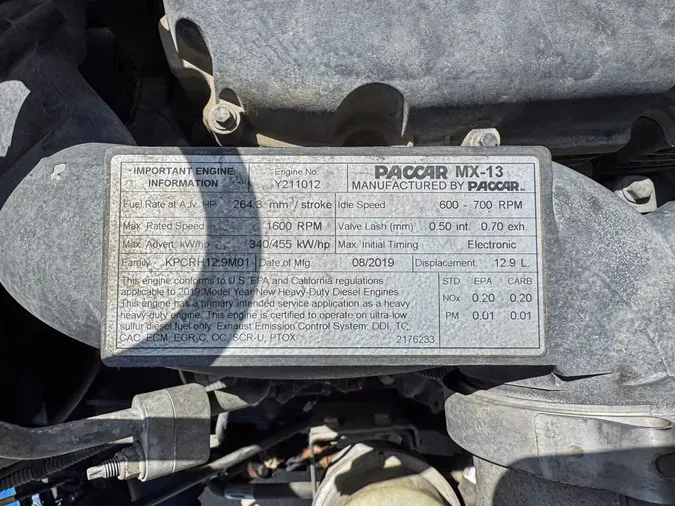 IMPORTANT ENGINE INFORMATION
Engine No. Y211012
PACCAR MX-13
MANUFACTURED BY PACCAR
Fuel Rate at Adv. HP 264.3 mm³/ stroke Idle Speed 600 - 700 RPM
Max. Rated Speed 1600 RPM Valve Lash (mm) 0.50 int. 0.70 exh.
Max. Advert. kW/hp 340/455 kW/hp Max. Initial Timing Electronic
Family KPCRH12.9M01 Date of Mfg 08/2019 Displacement 12.9 L
This engine conforms to U.S. EPA and California regulations
applicable to 2019 Model Year New Heavy-Duty Diesel Engines
This engine has a primary intended service application as a heavy
heavy-duty engine. This engine is certified to operate on ultra-low
sulfur diesel fuel only. Exhaust Emission Control System: DDI, TC,
CAC, ECM, EGR-C, OC, SCR-U, PTOX. 2176233
STD EPA CARB
NOx 0.20 0.20
PM 0.01 0.01